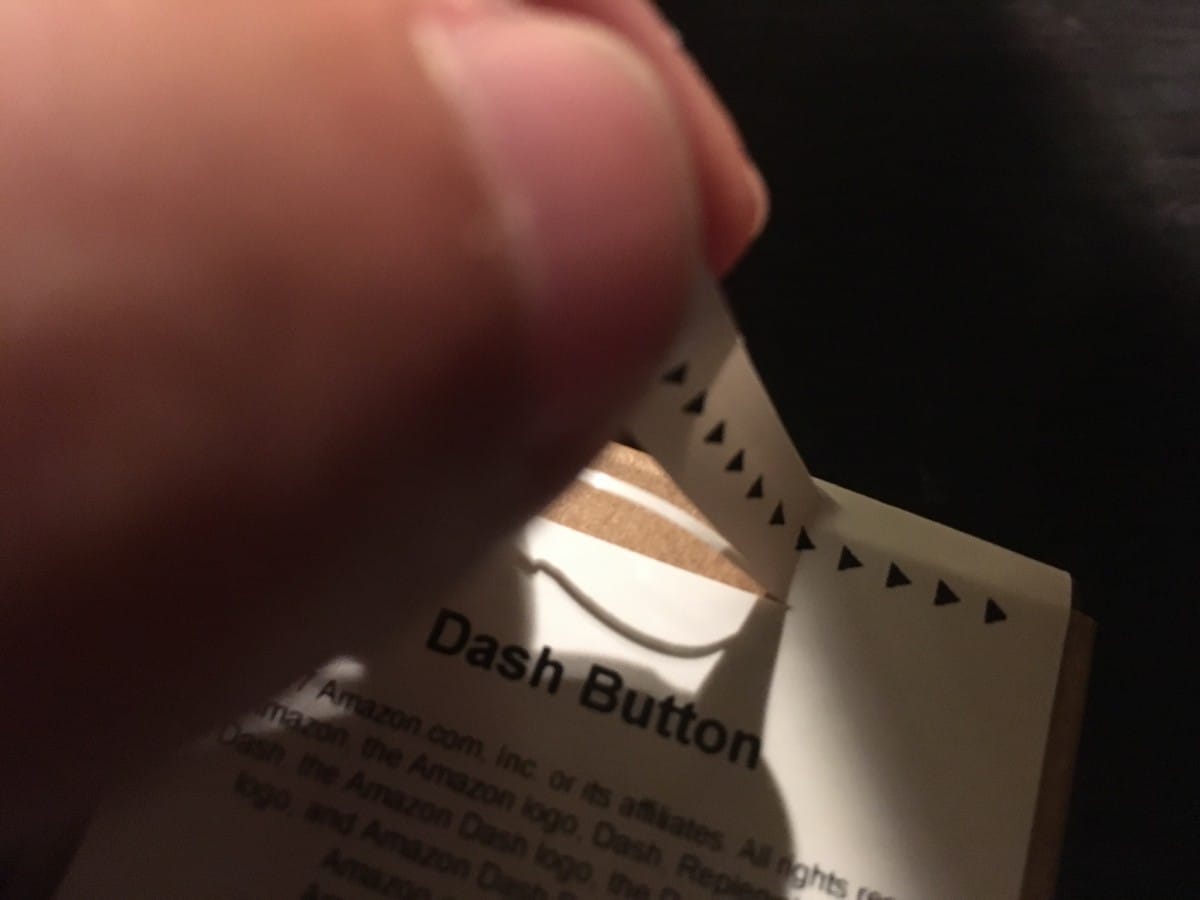 Dash Button
Amazon.com, Inc. or its affiliates. All rights
the Amazon logo, Dash,
Dash, the Amazon Dash logo, the
logo, and Amazon Dash
Amazon